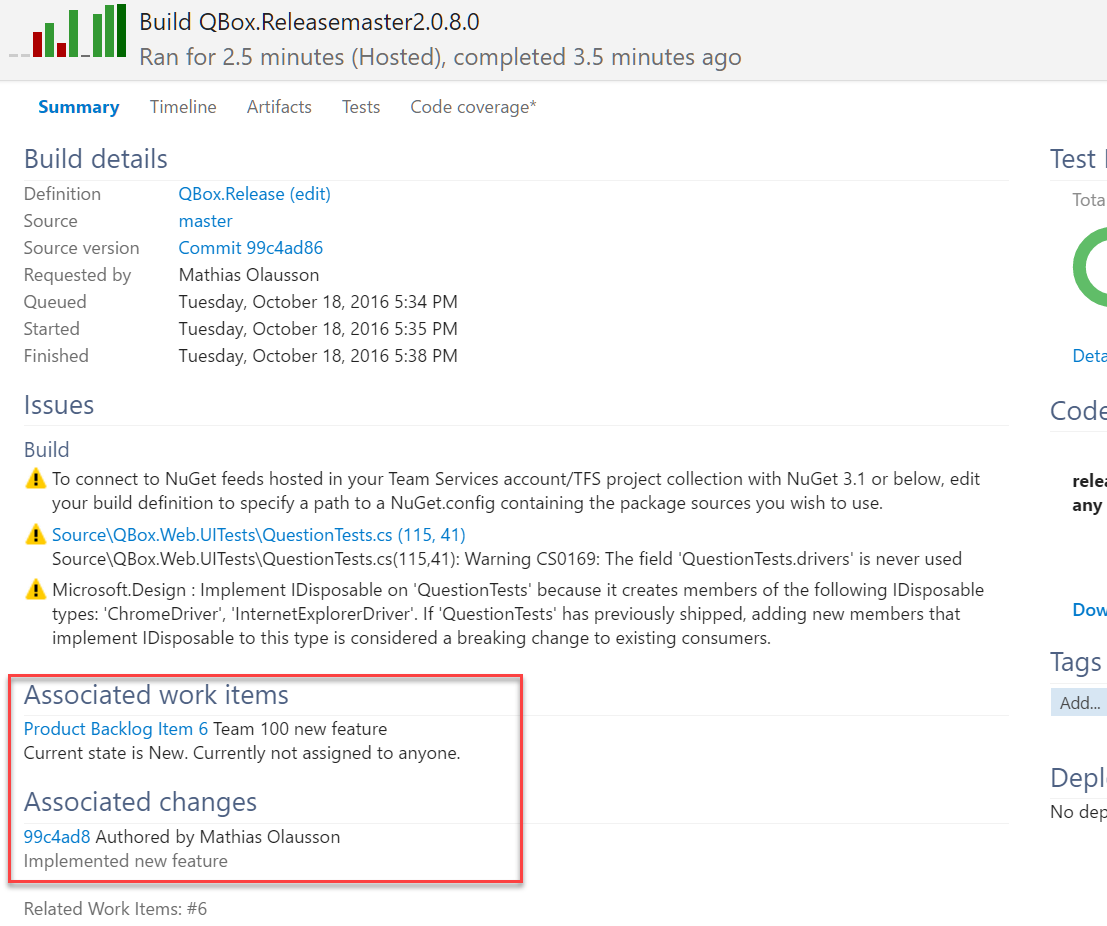 Build QBox.Releasemaster2.0.8.0
Ran for 2.5 minutes (Hosted), completed 3.5 minutes ago
Summary Timeline Artifacts Tests Code coverage*
Build details
Definition QBox.Release (edit)
Source master
Source version Commit 99c4ad86
Requested by Mathias Olausson
Queued Tuesday, October 18, 2016 5:34 PM
Started Tuesday, October 18, 2016 5:35 PM
Finished Tuesday, October 18, 2016 5:38 PM
Issues
Build
To connect to NuGet feeds hosted in your Team Services account/TFS project collection with NuGet 3.1 or below, edit
your build definition to specify a path to a NuGet.config containing the package sources you wish to use.
Source\QBox.Web.UITests\QuestionTests.cs (115, 41)
Source\QBox.Web.UITests\QuestionTests.cs(115,41): Warning CS0169: The field 'QuestionTests.drivers' is never used
Microsoft.Design : Implement IDisposable on 'QuestionTests' because it creates members of the following IDisposable
types: 'ChromeDriver', 'InternetExplorerDriver'. If 'QuestionTests' has previously shipped, adding new members that
implement IDisposable to this type is considered a breaking change to existing consumers.
Associated work items
Product Backlog Item 6 Team 100 new feature
Current state is New. Currently not assigned to anyone.
Associated changes
99c4ad8 Authored by Mathias Olausson
Implemented new feature
Related Work Items: #6
Test
Tota
Deta
Code
relea
any
Dow
Tags
Add...
Depl
No dep